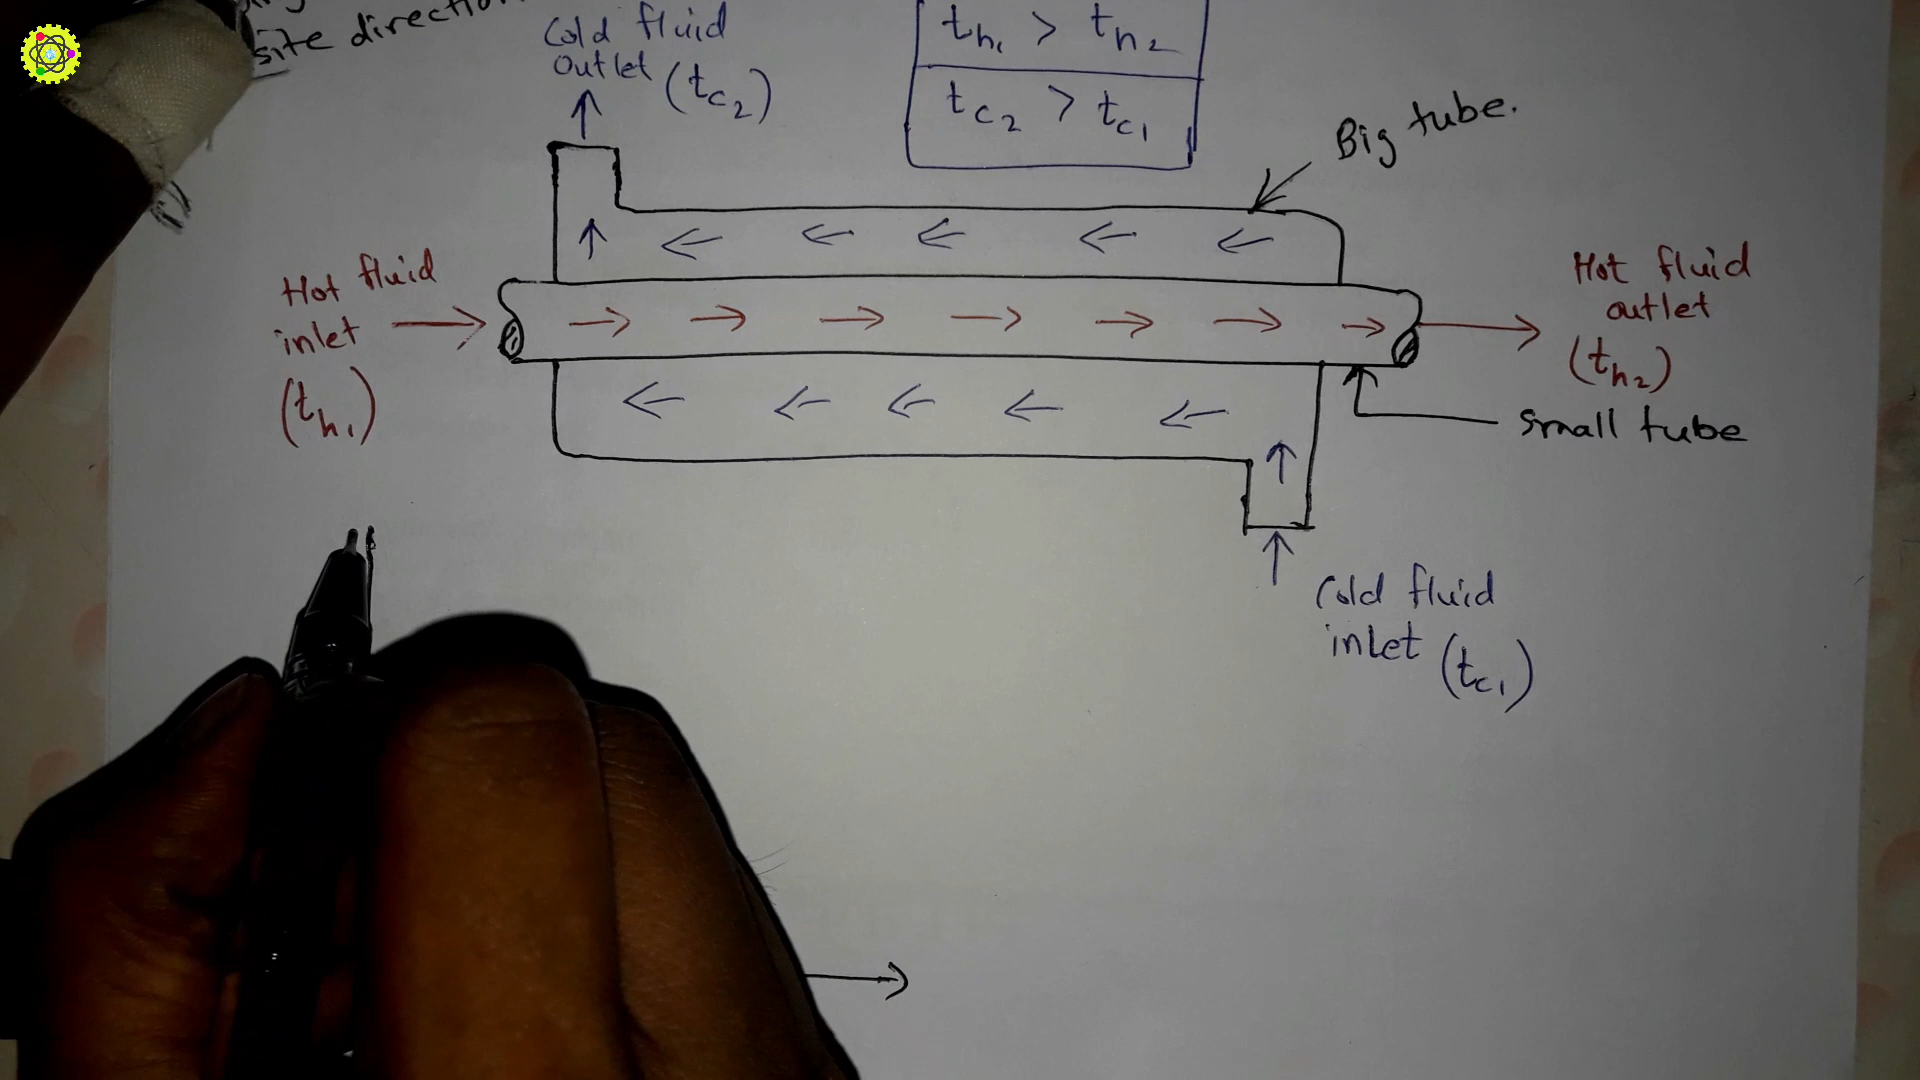 site direction
Cold fluid
outlet (tc2)
th1 > th2
tc2 > tc1
Big tube.
Hot fluid
inlet
(th1)
Hot fluid
outlet
(th2)
Small tube
Cold fluid
inlet (tc1)